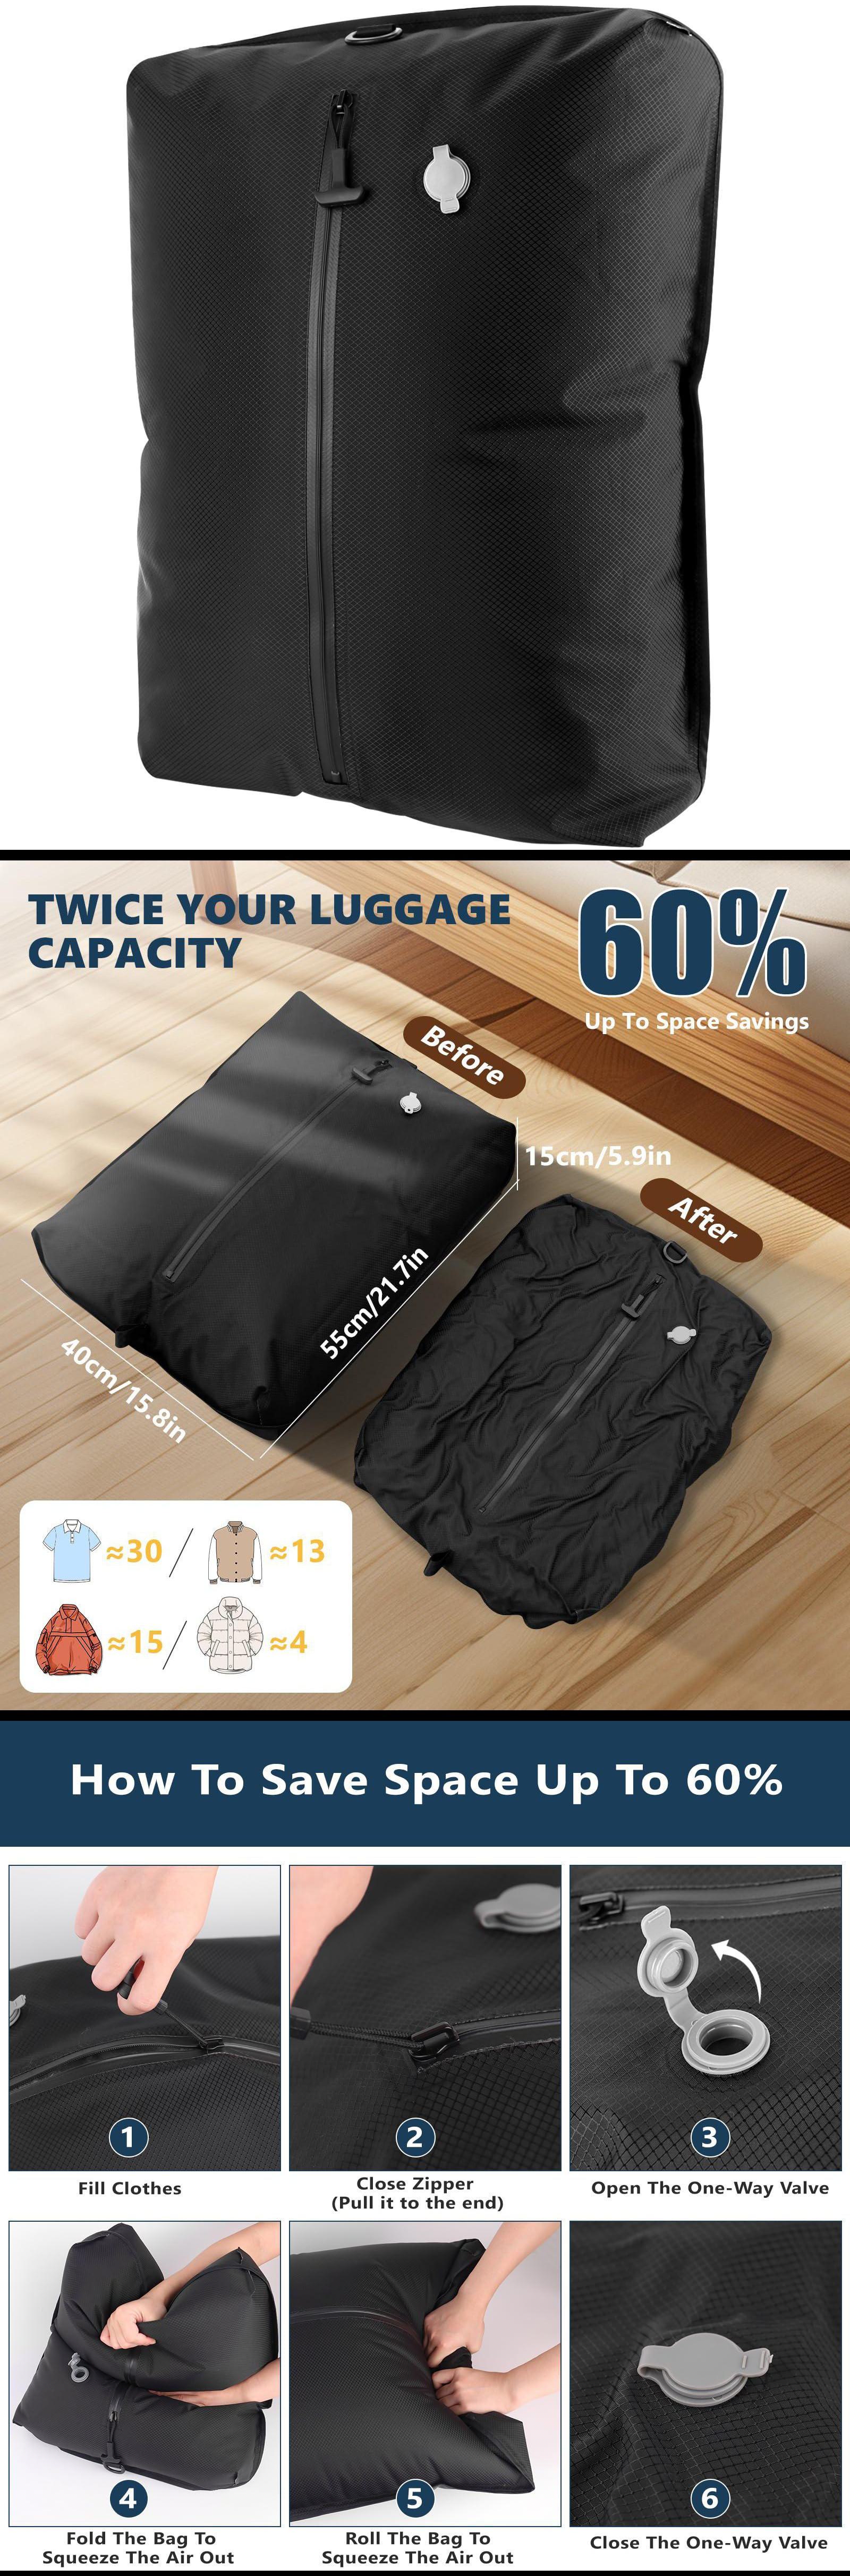 TWICE YOUR LUGGAGE
CAPACITY
60%
Up To Space Savings
Before
15cm/5.9in
After
55cm/21.7in
40cm/15.8in
≈30
≈13
≈15
≈4
How To Save Space Up To 60%
1
Fill Clothes
2
Close Zipper
(Pull it to the end)
3
Open The One-Way Valve
4
Fold The Bag To
Squeeze The Air Out
5
Roll The Bag To
Squeeze The Air Out
6
Close The One-Way Valve